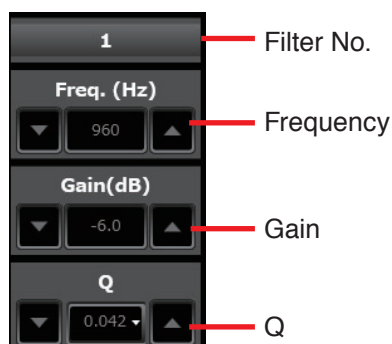 1
Filter No.
Freq. (Hz)
960
Frequency
Gain(dB)
-6.0
Gain
Q
0.042
Q